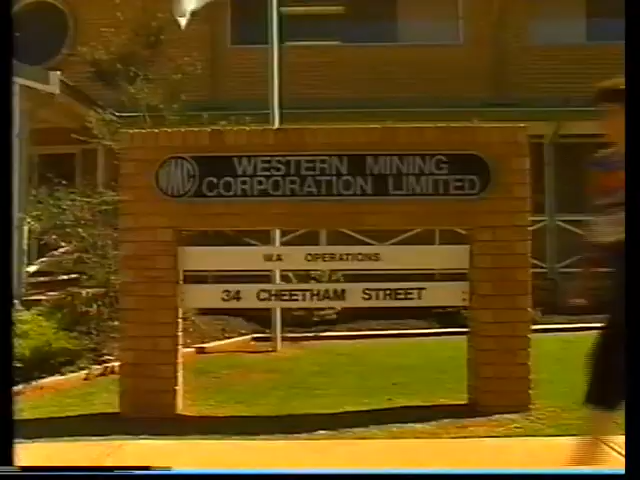 WMC
WESTERN MINING
CORPORATION LIMITED
W.A OPERATIONS
34 CHEETHAM STREET